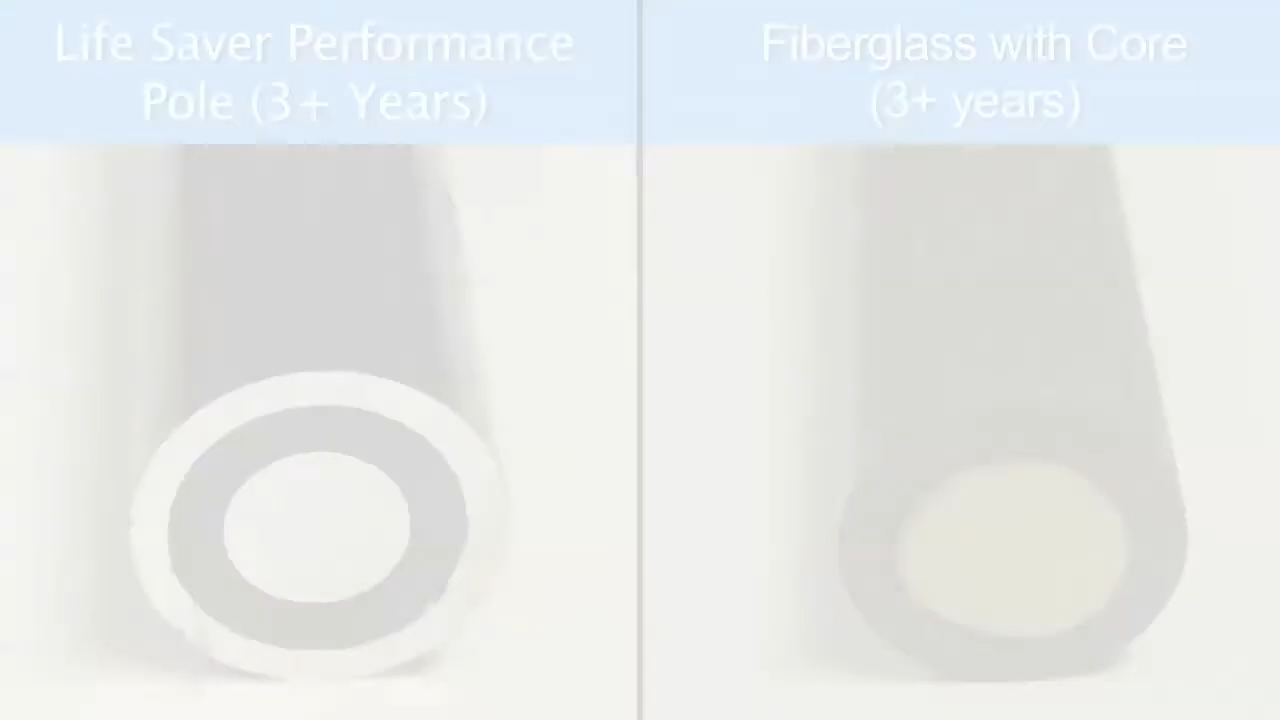 Life Saver Performance
Pole (3+ Years)
Fiberglass with Core
(3+ years)